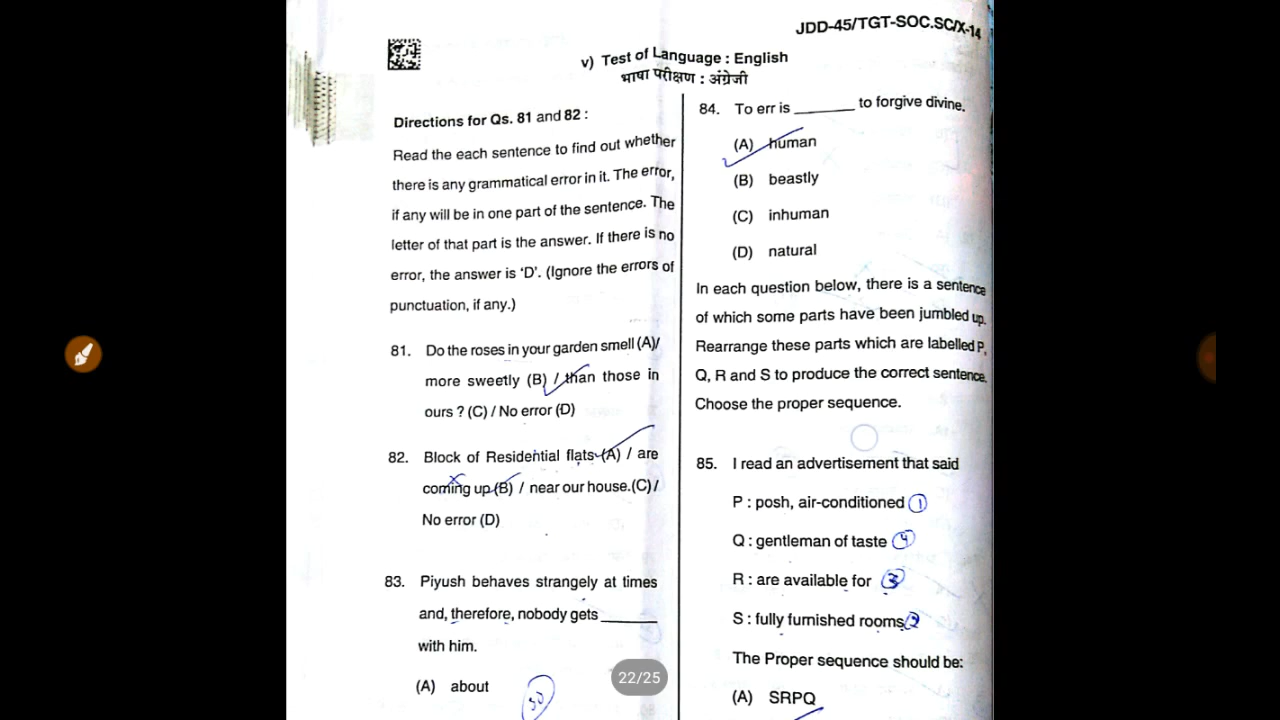 JDD-45/TGT-SOC.SC/X-14
v) Test of Language : English
भाषा परीक्षण : अंग्रेजी
Directions for Qs. 81 and 82 :
Read the each sentence to find out whether
there is any grammatical error in it. The error,
if any will be in one part of the sentence. The
letter of that part is the answer. If there is no
error, the answer is ‘D’. (Ignore the errors of
punctuation, if any.)
81. Do the roses in your garden smell (A)/
more sweetly (B) / than those in
ours ? (C) / No error (D)
82. Block of Residential flats (A) / are
coming up (B) / near our house.(C)/
No error (D)
83. Piyush behaves strangely at times
and, therefore, nobody gets ______
with him.
(A) about
50
84. To err is ______ to forgive divine.
(A) human
(B) beastly
(C) inhuman
(D) natural
In each question below, there is a sentence
of which some parts have been jumbled up.
Rearrange these parts which are labelled P,
Q, R and S to produce the correct sentence.
Choose the proper sequence.
85. I read an advertisement that said
P : posh, air-conditioned 1
Q : gentleman of taste 4
R : are available for 3
S : fully furnished rooms 2
The Proper sequence should be:
(A) SRPQ
22/25